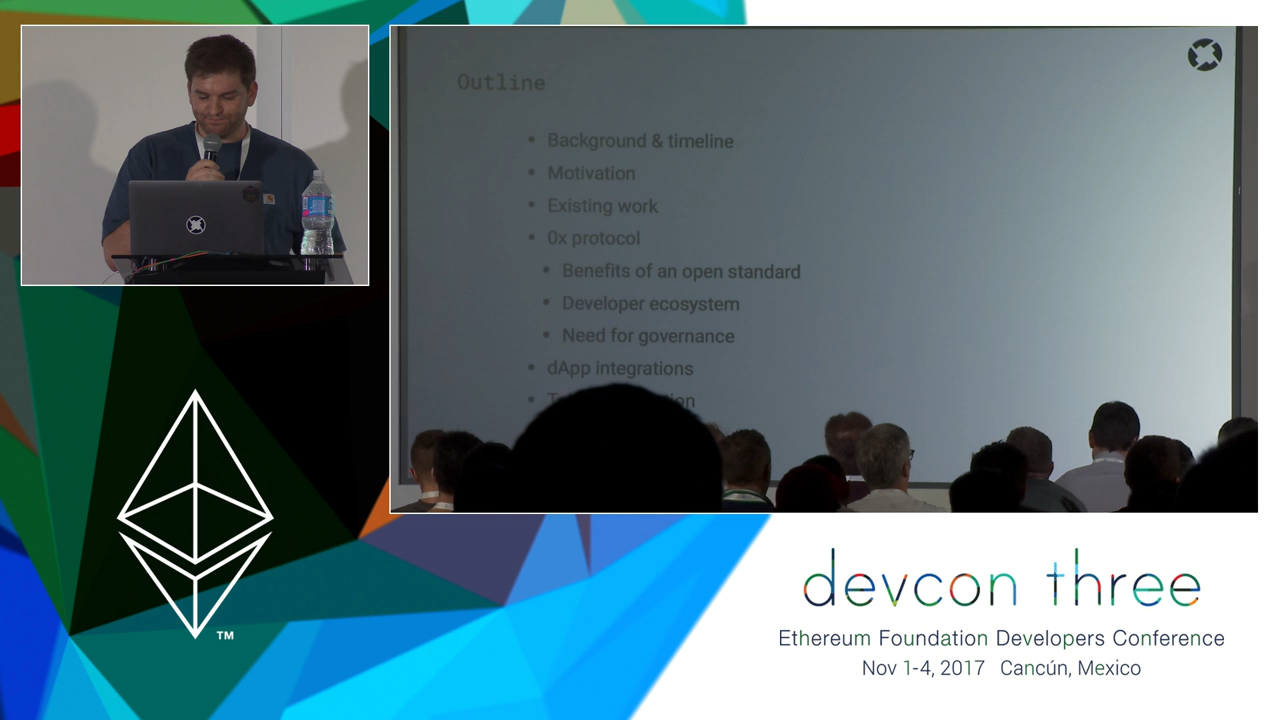 Outline
• Background & timeline
• Motivation
• Existing work
• 0x protocol
• Benefits of an open standard
• Developer ecosystem
• Need for governance
• dApp integrations
TM
devcon three
Ethereum Foundation Developers Conference
Nov 1-4, 2017 Cancún, Mexico